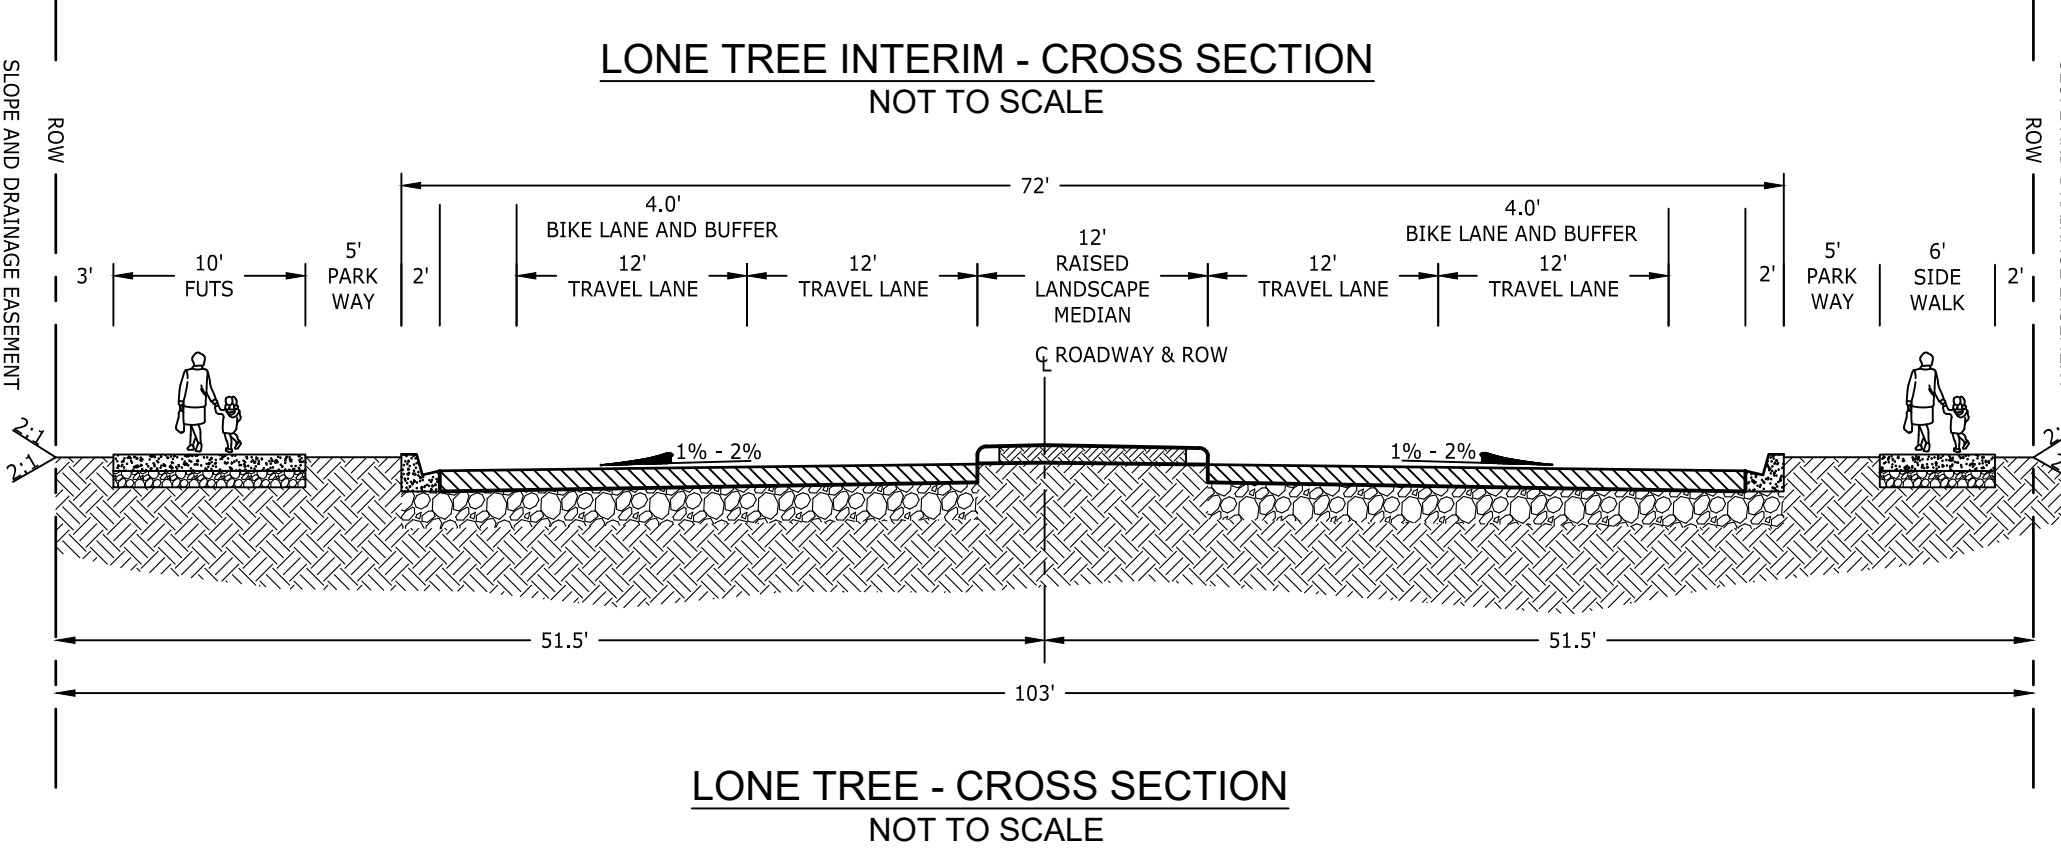 LONE TREE INTERIM - CROSS SECTION
NOT TO SCALE
SLOPE AND DRAINAGE EASEMENT
ROW
ROW
72'
4.0'
BIKE LANE AND BUFFER
4.0'
BIKE LANE AND BUFFER
3'
10'
FUTS
5'
PARK
WAY
2'
12'
TRAVEL LANE
12'
TRAVEL LANE
12'
RAISED
LANDSCAPE
MEDIAN
12'
TRAVEL LANE
12'
TRAVEL LANE
2'
5'
PARK
WAY
6'
SIDE
WALK
2'
CL ROADWAY & ROW
2:1
2:1
1% - 2%
1% - 2%
51.5'
51.5'
103'
LONE TREE - CROSS SECTION
NOT TO SCALE